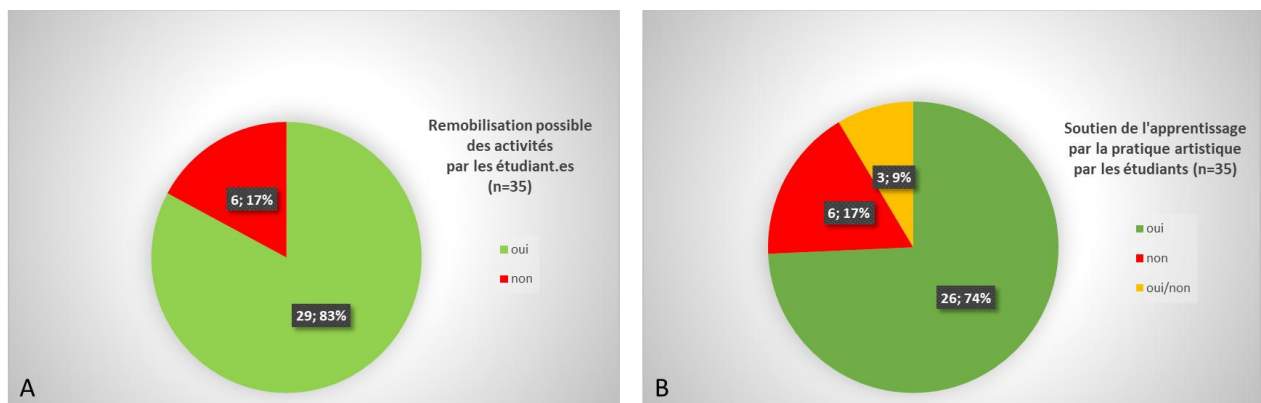 Remobilisation possible
des activités
par les étudiant.es
(n=35)
6; 17%
oui
non
29; 83%
A
Soutien de l'apprentissage
par la pratique artistique
par les étudiants (n=35)
3; 9%
6; 17%
oui
non
oui/non
26; 74%
B